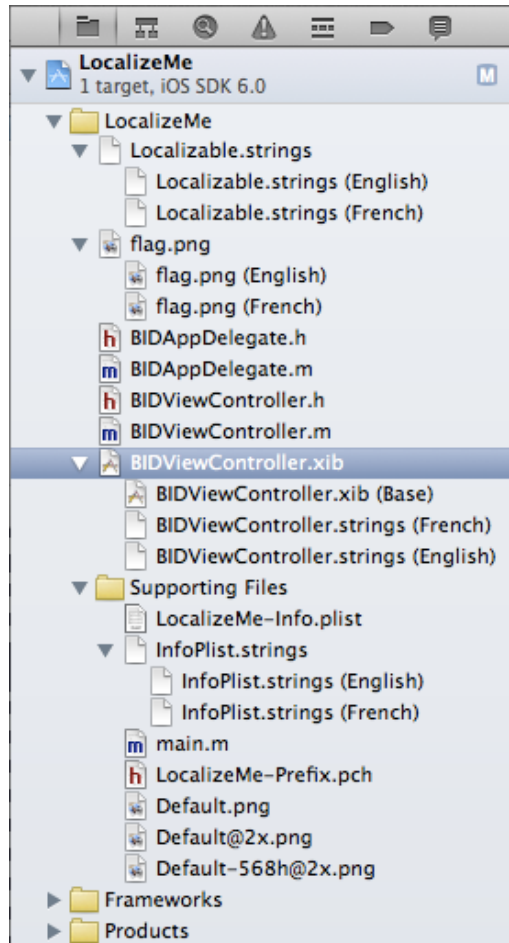 LocalizeMe
1 target, iOS SDK 6.0
M
LocalizeMe
Localizable.strings
Localizable.strings (English)
Localizable.strings (French)
flag.png
flag.png (English)
flag.png (French)
h BIDAppDelegate.h
m BIDAppDelegate.m
h BIDViewController.h
m BIDViewController.m
BIDViewController.xib
BIDViewController.xib (Base)
BIDViewController.strings (French)
BIDViewController.strings (English)
Supporting Files
LocalizeMe-Info.plist
InfoPlist.strings
InfoPlist.strings (English)
InfoPlist.strings (French)
m main.m
h LocalizeMe-Prefix.pch
Default.png
Default@2x.png
Default-568h@2x.png
Frameworks
Products